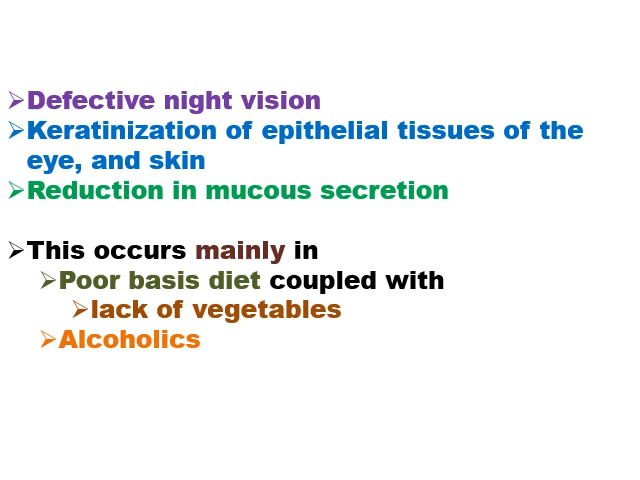 ➢Defective night vision
➢Keratinization of epithelial tissues of the
eye, and skin
➢Reduction in mucous secretion
➢This occurs mainly in
➢Poor basis diet coupled with
➢lack of vegetables
➢Alcoholics